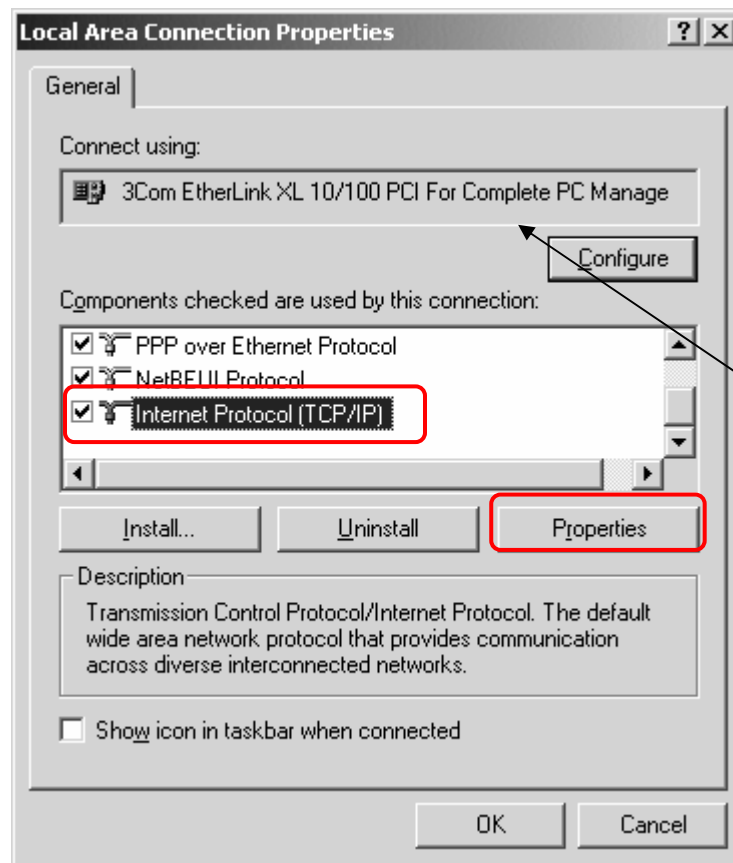 Local Area Connection Properties
General
Connect using:
3Com EtherLink XL 10/100 PCI For Complete PC Manage
Configure
Components checked are used by this connection:
PPP over Ethernet Protocol
NetBEUI Protocol
Internet Protocol (TCP/IP)
Install... Uninstall Properties
Description
Transmission Control Protocol/Internet Protocol. The default
wide area network protocol that provides communication
across diverse interconnected networks.
Show icon in taskbar when connected
OK Cancel